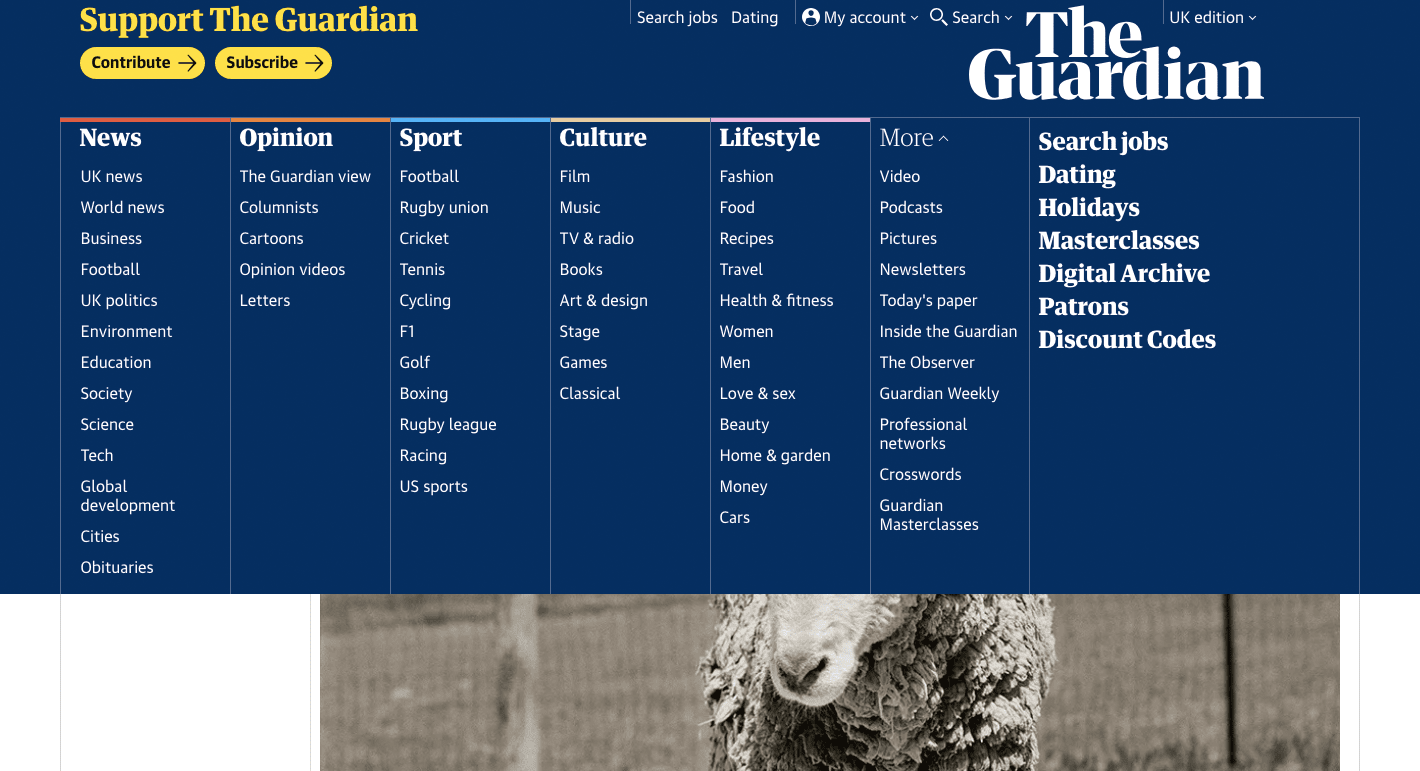 Support The Guardian
Contribute
Subscribe
Search jobs
Dating
My account
Search
UK edition
The
Guardian
News
UK news
World news
Business
Football
UK politics
Environment
Education
Society
Science
Tech
Global
development
Cities
Obituaries
Opinion
The Guardian view
Columnists
Cartoons
Opinion videos
Letters
Sport
Football
Rugby union
Cricket
Tennis
Cycling
F1
Golf
Boxing
Rugby league
Racing
US sports
Culture
Film
Music
TV & radio
Books
Art & design
Stage
Games
Classical
Lifestyle
Fashion
Food
Recipes
Travel
Health & fitness
Women
Men
Love & sex
Beauty
Home & garden
Money
Cars
More
Video
Podcasts
Pictures
Newsletters
Today's paper
Inside the Guardian
The Observer
Guardian Weekly
Professional
networks
Crosswords
Guardian
Masterclasses
Search jobs
Dating
Holidays
Masterclasses
Digital Archive
Patrons
Discount Codes